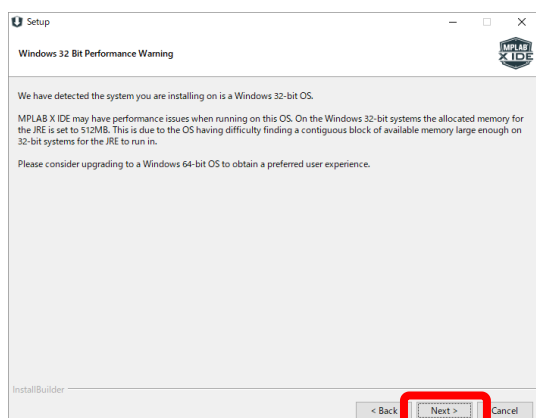 Setup
Windows 32 Bit Performance Warning
MPLAB
X IDE
We have detected the system you are installing on is a Windows 32-bit OS.
MPLAB X IDE may have performance issues when running on this OS. On the Windows 32-bit systems the allocated memory for
the JRE is set to 512MB. This is due to the OS having difficulty finding a contiguous block of available memory large enough on
32-bit systems for the JRE to run in.
Please consider upgrading to a Windows 64-bit OS to obtain a preferred user experience.
InstallBuilder
< Back Next > Cancel